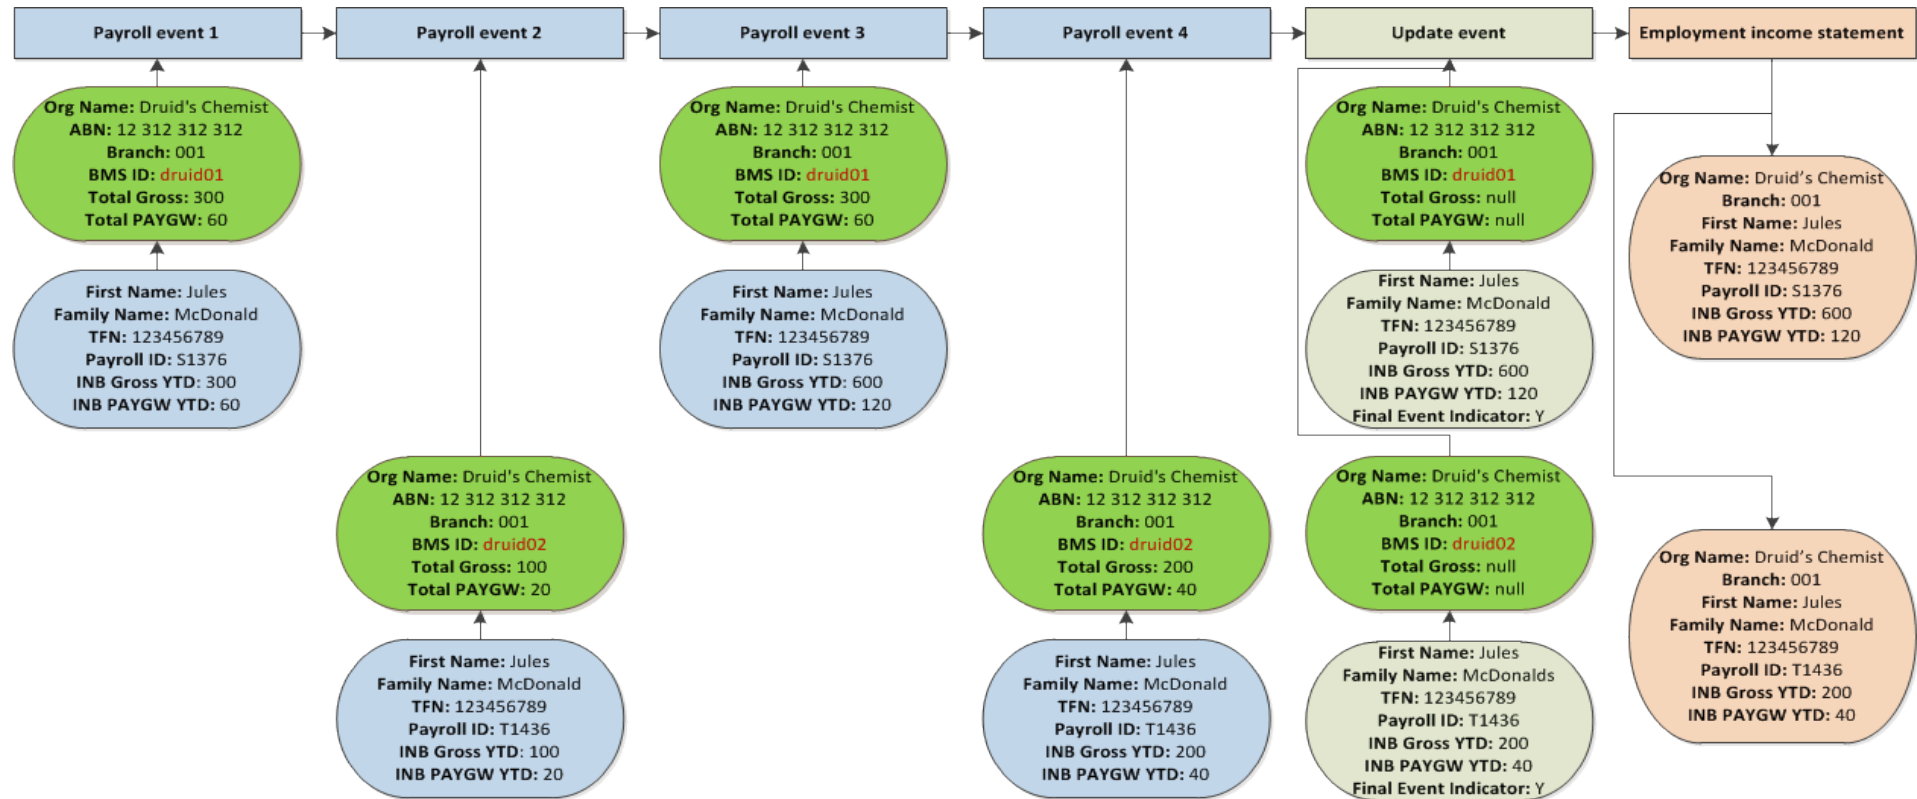 Payroll event 1
Payroll event 2
Payroll event 3
Payroll event 4
Update event
Employment income statement
Org Name: Druid's Chemist
ABN: 12 312 312 312
Branch: 001
BMS ID: druid01
Total Gross: 300
Total PAYGW: 60
First Name: Jules
Family Name: McDonald
TFN: 123456789
Payroll ID: S1376
INB Gross YTD: 300
INB PAYGW YTD: 60
Org Name: Druid's Chemist
ABN: 12 312 312 312
Branch: 001
BMS ID: druid02
Total Gross: 100
Total PAYGW: 20
First Name: Jules
Family Name: McDonald
TFN: 123456789
Payroll ID: T1436
INB Gross YTD: 100
INB PAYGW YTD: 20
Org Name: Druid's Chemist
ABN: 12 312 312 312
Branch: 001
BMS ID: druid01
Total Gross: 300
Total PAYGW: 60
First Name: Jules
Family Name: McDonald
TFN: 123456789
Payroll ID: S1376
INB Gross YTD: 600
INB PAYGW YTD: 120
Org Name: Druid's Chemist
ABN: 12 312 312 312
Branch: 001
BMS ID: druid02
Total Gross: 200
Total PAYGW: 40
First Name: Jules
Family Name: McDonald
TFN: 123456789
Payroll ID: T1436
INB Gross YTD: 200
INB PAYGW YTD: 40
Org Name: Druid's Chemist
ABN: 12 312 312 312
Branch: 001
BMS ID: druid01
Total Gross: null
Total PAYGW: null
First Name: Jules
Family Name: McDonald
TFN: 123456789
Payroll ID: S1376
INB Gross YTD: 600
INB PAYGW YTD: 120
Final Event Indicator: Y
Org Name: Druid's Chemist
ABN: 12 312 312 312
Branch: 001
BMS ID: druid02
Total Gross: null
Total PAYGW: null
First Name: Jules
Family Name: McDonalds
TFN: 123456789
Payroll ID: T1436
INB Gross YTD: 200
INB PAYGW YTD: 40
Final Event Indicator: Y
Org Name: Druid's Chemist
Branch: 001
First Name: Jules
Family Name: McDonald
TFN: 123456789
Payroll ID: S1376
INB Gross YTD: 600
INB PAYGW YTD: 120
Org Name: Druid's Chemist
Branch: 001
First Name: Jules
Family Name: McDonald
TFN: 123456789
Payroll ID: T1436
INB Gross YTD: 200
INB PAYGW YTD: 40